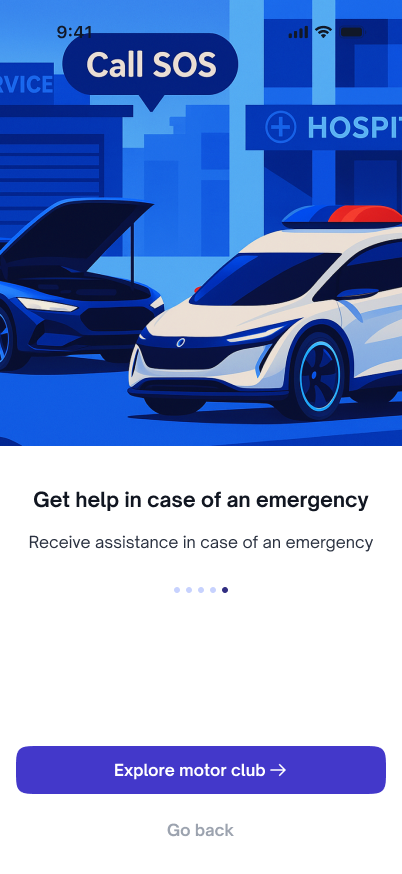 9:41
Call SOS
RVICE
HOSPIT
Get help in case of an emergency
Receive assistance in case of an emergency
Explore motor club →
Go back